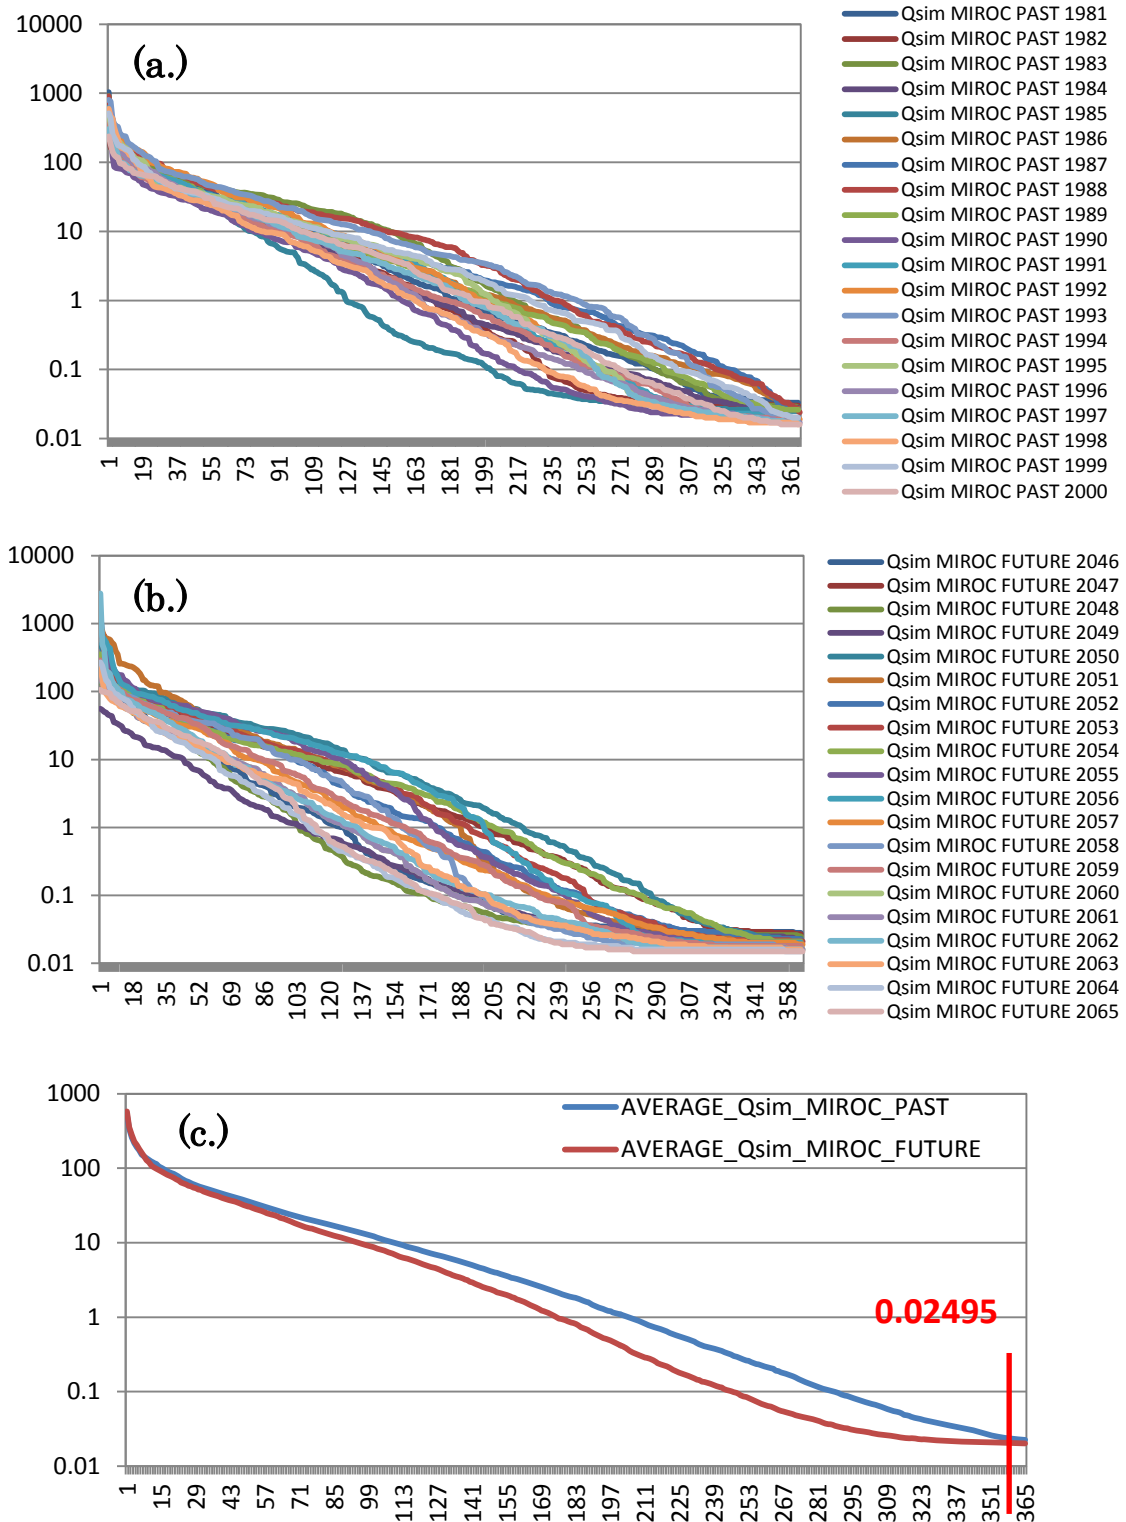 (a.)
10000
1000
100
10
1
0.1
0.01
1 19 37 55 73 91 109 127 145 163 181 199 217 235 253 271 289 307 325 343 361
Qsim MIROC PAST 1981
Qsim MIROC PAST 1982
Qsim MIROC PAST 1983
Qsim MIROC PAST 1984
Qsim MIROC PAST 1985
Qsim MIROC PAST 1986
Qsim MIROC PAST 1987
Qsim MIROC PAST 1988
Qsim MIROC PAST 1989
Qsim MIROC PAST 1990
Qsim MIROC PAST 1991
Qsim MIROC PAST 1992
Qsim MIROC PAST 1993
Qsim MIROC PAST 1994
Qsim MIROC PAST 1995
Qsim MIROC PAST 1996
Qsim MIROC PAST 1997
Qsim MIROC PAST 1998
Qsim MIROC PAST 1999
Qsim MIROC PAST 2000
(b.)
10000
1000
100
10
1
0.1
0.01
1 18 35 52 69 86 103 120 137 154 171 188 205 222 239 256 273 290 307 324 341 358
Qsim MIROC FUTURE 2046
Qsim MIROC FUTURE 2047
Qsim MIROC FUTURE 2048
Qsim MIROC FUTURE 2049
Qsim MIROC FUTURE 2050
Qsim MIROC FUTURE 2051
Qsim MIROC FUTURE 2052
Qsim MIROC FUTURE 2053
Qsim MIROC FUTURE 2054
Qsim MIROC FUTURE 2055
Qsim MIROC FUTURE 2056
Qsim MIROC FUTURE 2057
Qsim MIROC FUTURE 2058
Qsim MIROC FUTURE 2059
Qsim MIROC FUTURE 2060
Qsim MIROC FUTURE 2061
Qsim MIROC FUTURE 2062
Qsim MIROC FUTURE 2063
Qsim MIROC FUTURE 2064
Qsim MIROC FUTURE 2065
(c.)
AVERAGE_Qsim_MIROC_PAST
AVERAGE_Qsim_MIROC_FUTURE
0.02495
1000
100
10
1
0.1
0.01
1 15 29 43 57 71 85 99 113 127 141 155 169 183 197 211 225 239 253 267 281 295 309 323 337 351 365